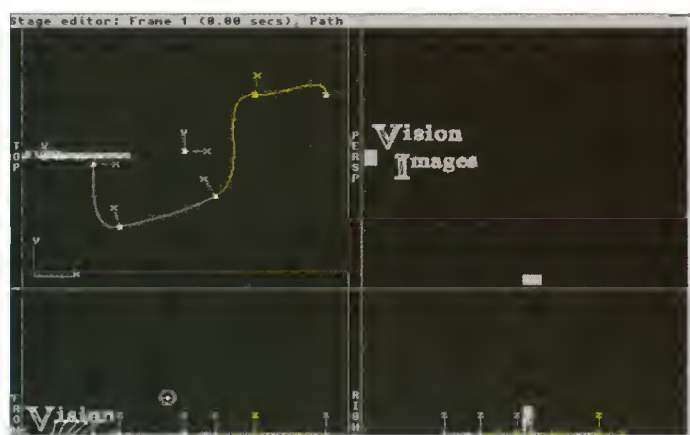 Stage editor: Frame 1 (0.00 secs), Path
TOP
Y
X
Y
X
X
X
X
Y
X
PERSP
Vision
Images
FRO
Vision
Z
Z
Z
Z
Z
Z
RIGH
Z
Z
Z
Z